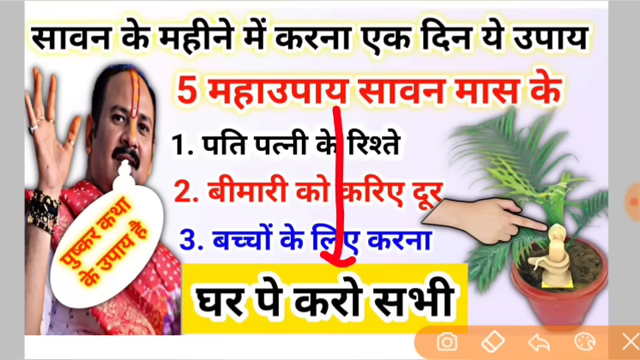 सावन के महीने में करना एक दिन ये उपाय
5 महाउपाय सावन मास के
1. पति पत्नी के रिश्ते
2. बीमारी को करिए दूर
3. बच्चों के लिए करना
पुष्कर कथा
के उपाय है
घर पे करो सभी